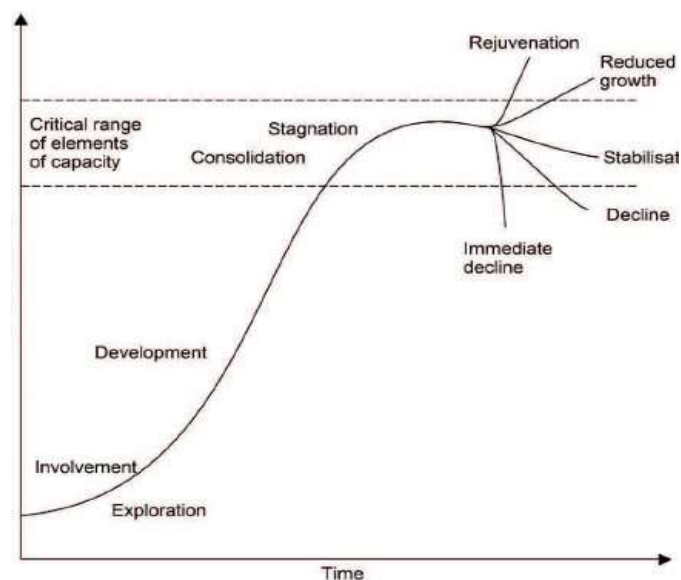 Rejuvenation
Reduced
growth
Critical range
of elements
of capacity
Stagnation
Consolidation
Stabilisat
Decline
Immediate
decline
Development
Involvement
Exploration
Time